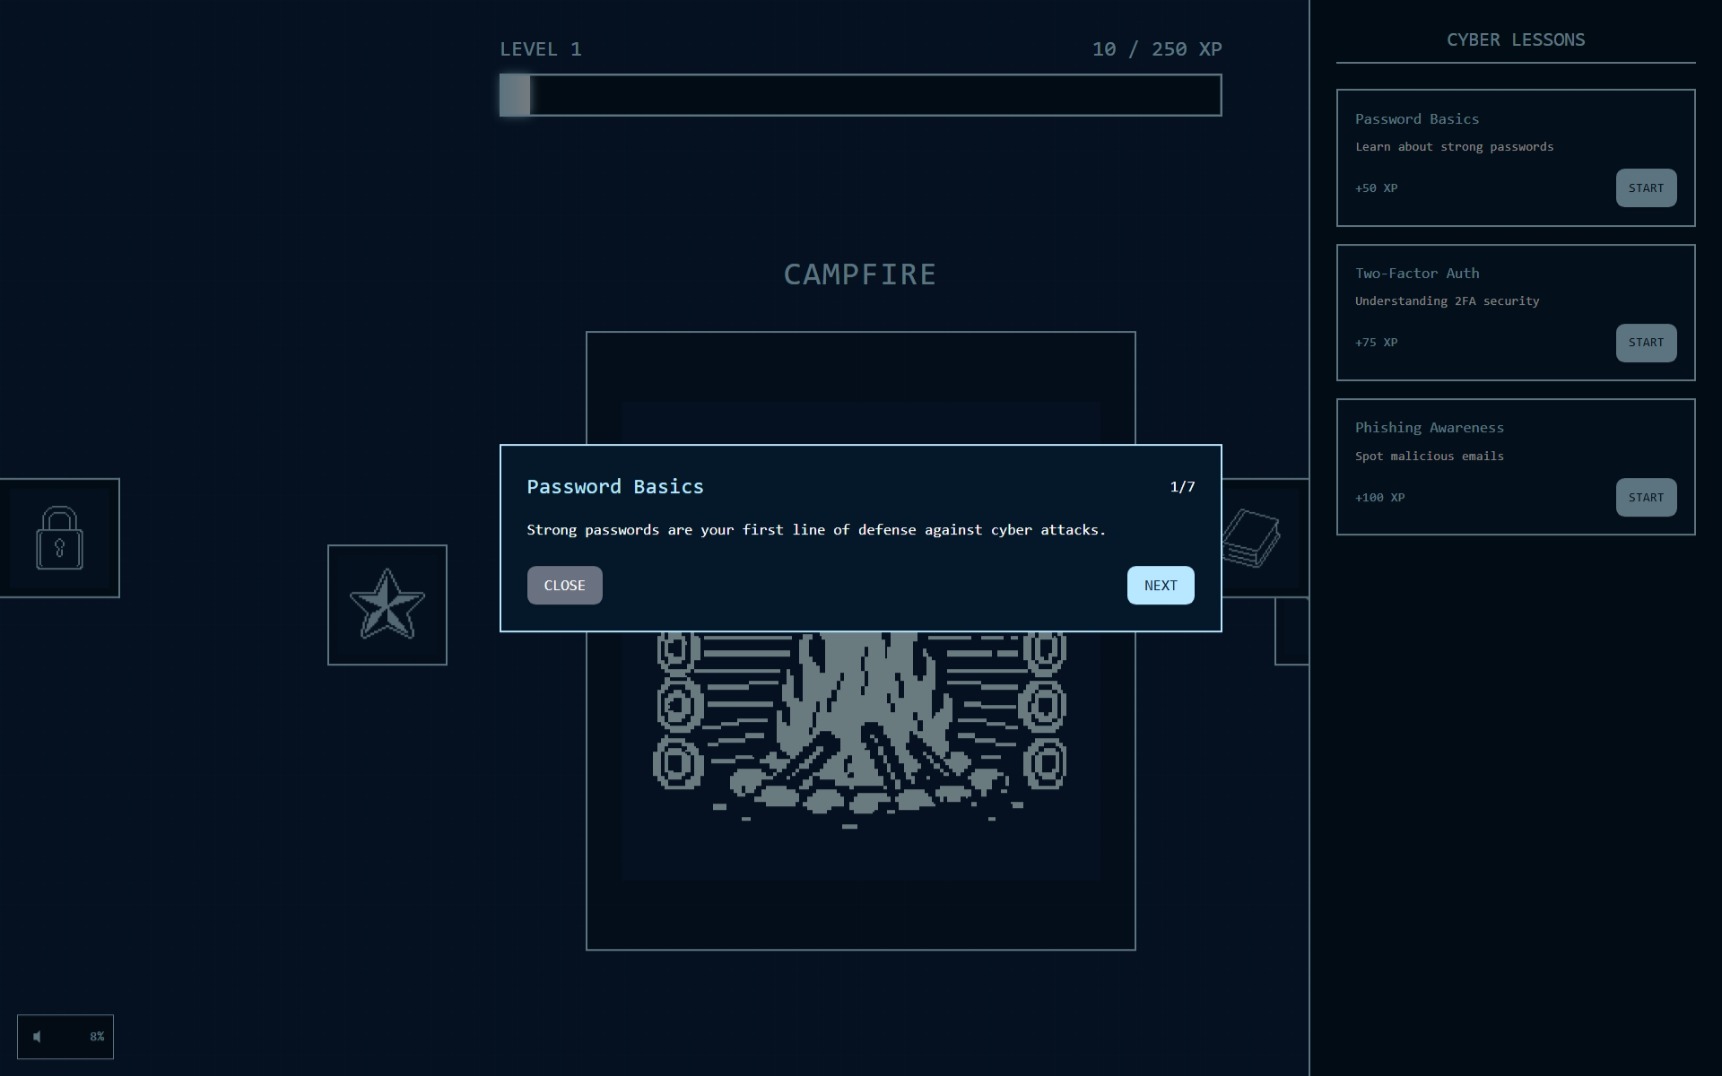 LEVEL 1
10 / 250 XP
CAMPFIRE
Password Basics
1/7
Strong passwords are your first line of defense against cyber attacks.
CLOSE
NEXT
8%
CYBER LESSONS
Password Basics
Learn about strong passwords
+50 XP
START
Two-Factor Auth
Understanding 2FA security
+75 XP
START
Phishing Awareness
Spot malicious emails
+100 XP
START